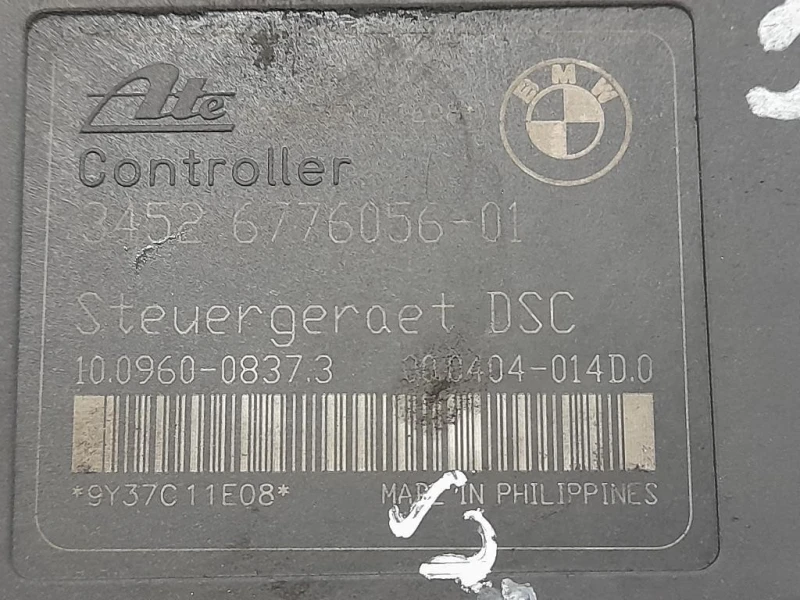 Ate
BMW
Controller
3452 6776056-01
Steuergeraet DSC
10.0960-0837.3 00.0404-014D.0
*9Y37C11E08* MADE IN PHILIPPINES